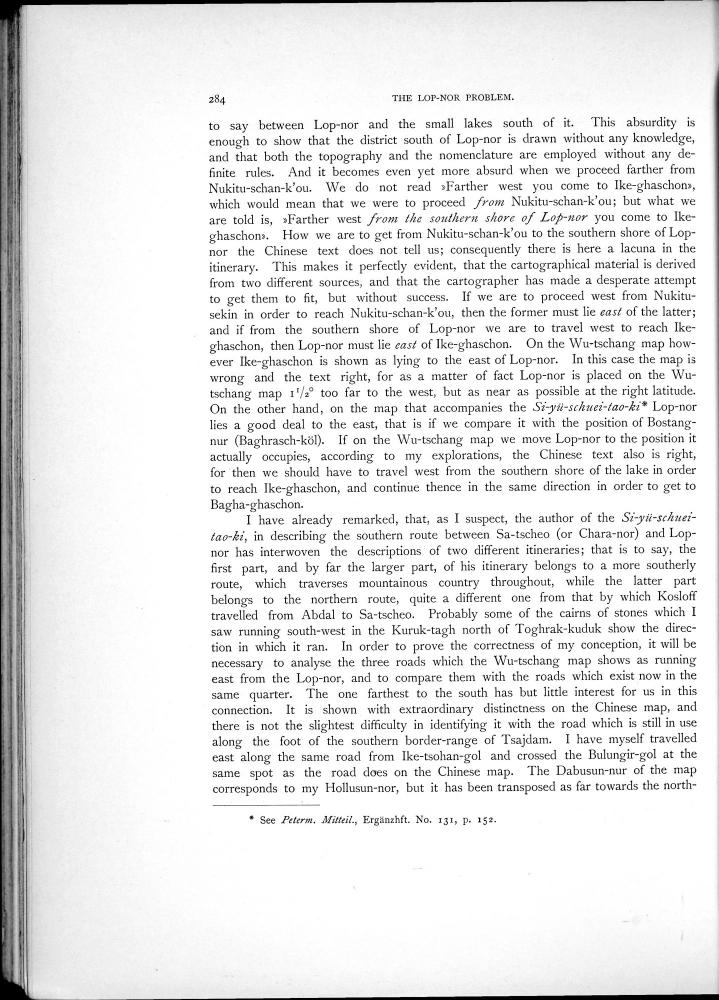 284 THE LOP-NOR PROBLEM.
to say between Lop-nor and the small lakes south of it. This absurdity is
enough to show that the district south of Lop-nor is drawn without any knowledge,
and that both the topography and the nomenclature are employed without any de-
finite rules. And it becomes even yet more absurd when we proceed farther from
Nukitu-schan-k'ou. We do not read »Farther west you come to Ike-ghaschon»,
which would mean that we were to proceed from Nukitu-schan-k'ou; but what we
are told is, »Farther west from the southern shore of Lop-nor you come to Ike-
ghaschon». How we are to get from Nukitu-schan-k'ou to the southern shore of Lop-
nor the Chinese text does not tell us; consequently there is here a lacuna in the
itinerary. This makes it perfectly evident, that the cartographical material is derived
from two different sources, and that the cartographer has made a desperate attempt
to get them to fit, but without success. If we are to proceed west from Nukitu-
sekin in order to reach Nukitu-schan-k'ou, then the former must lie east of the latter;
and if from the southern shore of Lop-nor we are to travel west to reach Ike-
ghaschon, then Lop-nor must lie east of Ike-ghaschon. On the Wu-tschang map how-
ever Ike-ghaschon is shown as lying to the east of Lop-nor. In this case the map is
wrong and the text right, for as a matter of fact Lop-nor is placed on the Wu-
tschang map 1 1/2° too far to the west, but as near as possible at the right latitude.
On the other hand, on the map that accompanies the Si-yü-schuei-tao-ki* Lop-nor
lies a good deal to the east, that is if we compare it with the position of Bostang-
nur (Baghrasch-köl). If on the Wu-tschang map we move Lop-nor to the position it
actually occupies, according to my explorations, the Chinese text also is right,
for then we should have to travel west from the southern shore of the lake in order
to reach Ike-ghaschon, and continue thence in the same direction in order to get to
Bagha-ghaschon.
I have already remarked, that, as I suspect, the author of the Si-yü-schuei-
tao-ki, in describing the southern route between Sa-tscheo (or Chara-nor) and Lop-
nor has interwoven the descriptions of two different itineraries; that is to say, the
first part, and by far the larger part, of his itinerary belongs to a more southerly
route, which traverses mountainous country throughout, while the latter part
belongs to the northern route, quite a different one from that by which Kosloff
travelled from Abdal to Sa-tscheo. Probably some of the cairns of stones which I
saw running south-west in the Kuruk-tagh north of Toghrak-kuduk show the direc-
tion in which it ran. In order to prove the correctness of my conception, it will be
necessary to analyse the three roads which the Wu-tschang map shows as running
east from the Lop-nor, and to compare them with the roads which exist now in the
same quarter. The one farthest to the south has but little interest for us in this
connection. It is shown with extraordinary distinctness on the Chinese map, and
there is not the slightest difficulty in identifying it with the road which is still in use
along the foot of the southern border-range of Tsajdam. I have myself travelled
east along the same road from Ike-tsohan-gol and crossed the Bulungir-gol at the
same spot as the road does on the Chinese map. The Dabusun-nur of the map
corresponds to my Hollusun-nor, but it has been transposed as far towards the north-
* See Peterm. Mitteil., Ergänzhft. No. 131, p. 152.